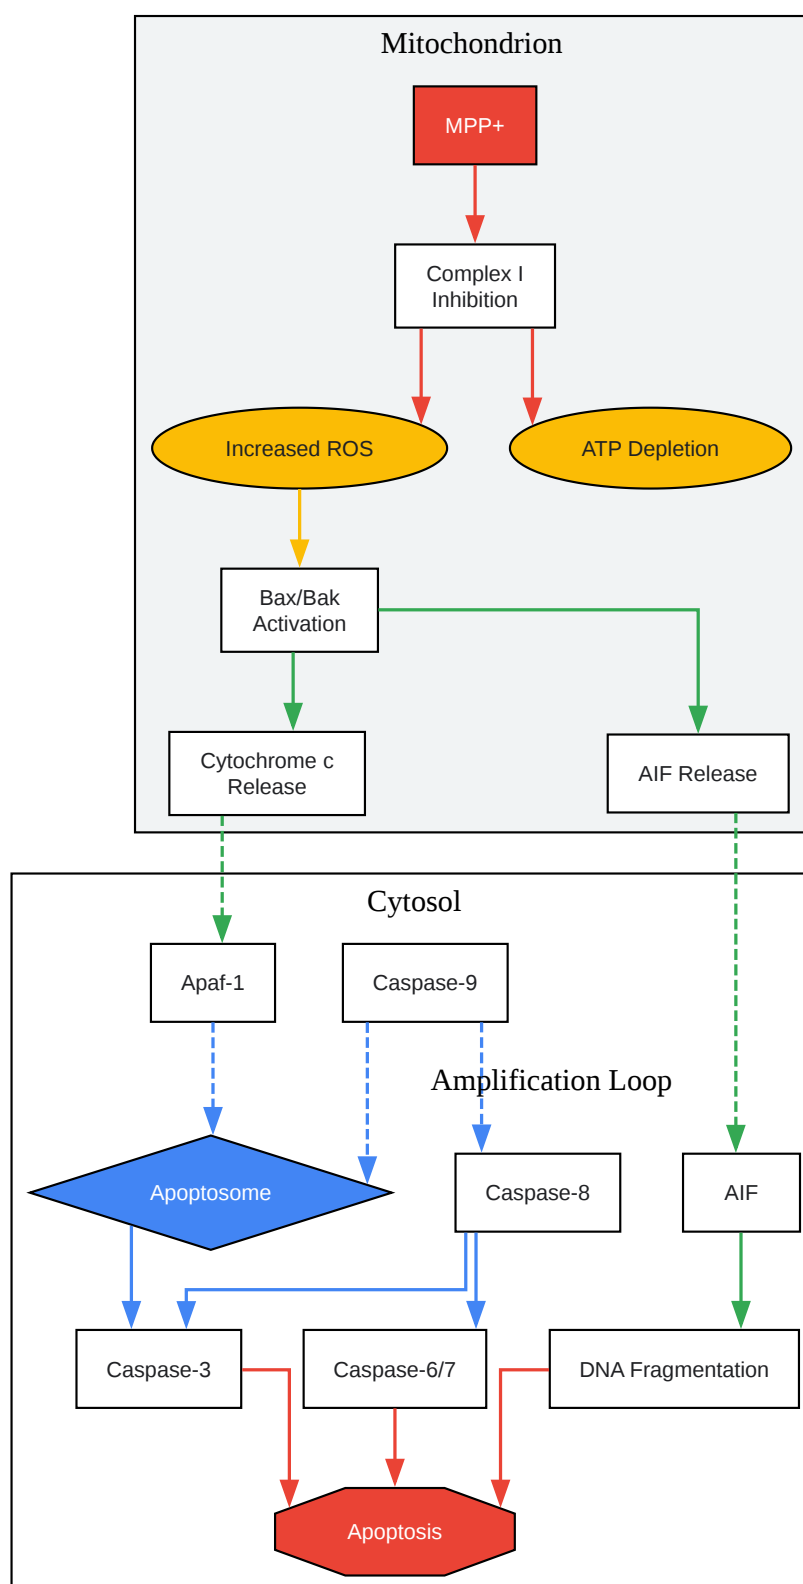 Mitochondrion
MPP+
Complex I
Inhibition
Increased ROS
ATP Depletion
Bax/Bak
Activation
Cytochrome c
Release
AIF Release
Cytosol
Apaf-1
Caspase-9
Amplification Loop
Apoptosome
Caspase-8
AIF
Caspase-3
Caspase-6/7
DNA Fragmentation
Apoptosis